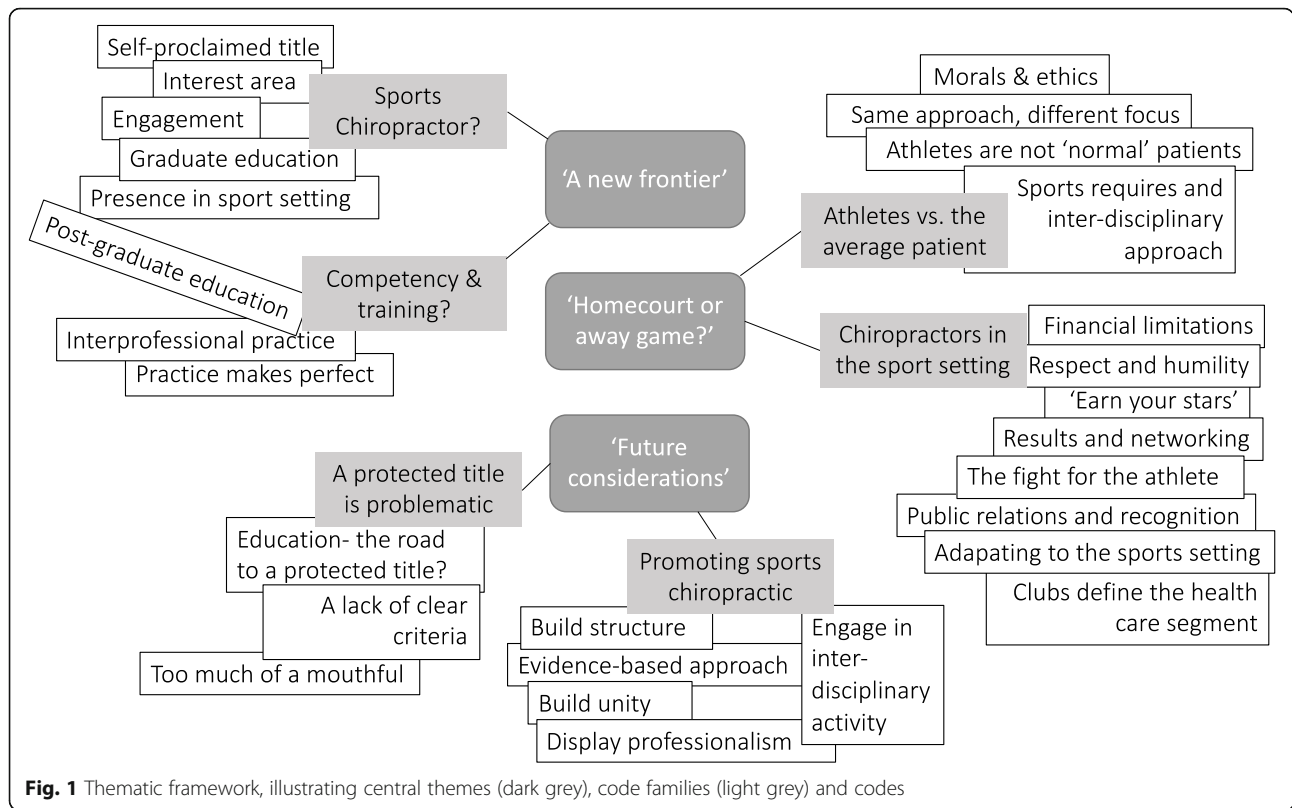 Self-proclaimed title
Interest area
Engagement
Graduate education
Presence in sport setting
Sports
Chiropractor?
Post-graduate education
Interprofessional practice
Practice makes perfect
Competency &
training?
‘A new frontier’
Morals & ethics
Same approach, different focus
Athletes are not ‘normal’ patients
Sports requires and
inter-disciplinary
approach
Athletes vs. the
average patient
‘Homecourt or
away game?’
Chiropractors in
the sport setting
Financial limitations
Respect and humility
‘Earn your stars’
Results and networking
The fight for the athlete
Public relations and recognition
Adapating to the sports setting
Clubs define the health
care segment
‘Future
considerations’
A protected title
is problematic
Education- the road
to a protected title?
A lack of clear
criteria
Too much of a mouthful
Promoting sports
chiropractic
Build structure
Evidence-based approach
Build unity
Display professionalism
Engage in
inter-
disciplinary
activity
Fig. 1 Thematic framework, illustrating central themes (dark grey), code families (light grey) and codes